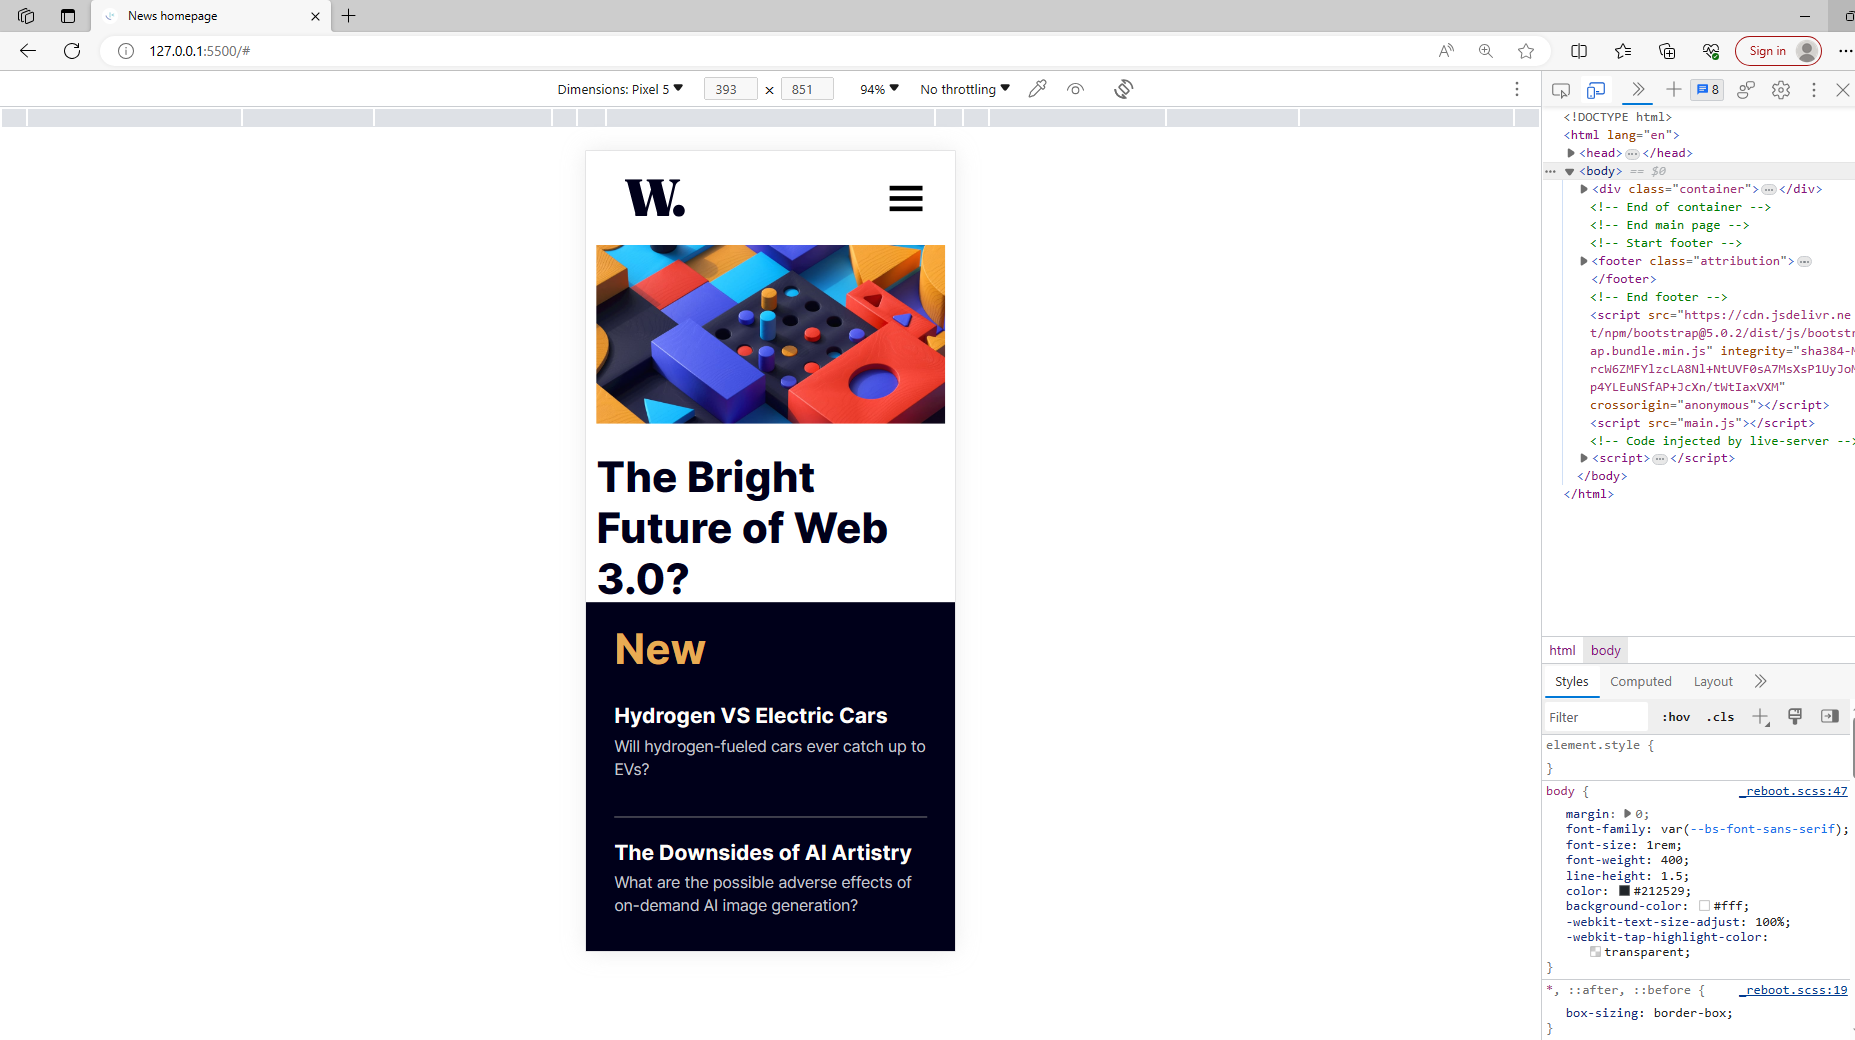 News homepage
127.0.0.1:5500/#
Sign in
Dimensions: Pixel 5
393 × 851
94%
No throttling
8
W.
The Bright
Future of Web
3.0?
New
Hydrogen VS Electric Cars
Will hydrogen-fueled cars ever catch up to
EVs?
The Downsides of AI Artistry
What are the possible adverse effects of
on-demand AI image generation?
<!DOCTYPE html>
<html lang="en">
<head> ··· </head>
<body> == $0
<div class="container"> ··· </div>
<!-- End of container -->
<!-- End main page -->
<!-- Start footer -->
<footer class="attribution"> ···
</footer>
<!-- End footer -->
<script src="https://cdn.jsdelivr.ne
t/npm/bootstrap@5.0.2/dist/js/bootstr
ap.bundle.min.js" integrity="sha384-M
rcW6ZMFYlzcLA8Nl+NtUVF0sA7MsXsP1UyJoM
p4YLEuNSfAP+JcXn/tWtIaxVXM"
crossorigin="anonymous"></script>
<script src="main.js"></script>
<!-- Code injected by live-server -->
<script> ··· </script>
</body>
</html>
html body
Styles Computed Layout
Filter :hov .cls
element.style {
}
body { _reboot.scss:47
margin: 0;
font-family: var(--bs-font-sans-serif);
font-size: 1rem;
font-weight: 400;
line-height: 1.5;
color: #212529;
background-color: #fff;
-webkit-text-size-adjust: 100%;
-webkit-tap-highlight-color:
transparent;
}
*, ::after, ::before { _reboot.scss:19
box-sizing: border-box;
}